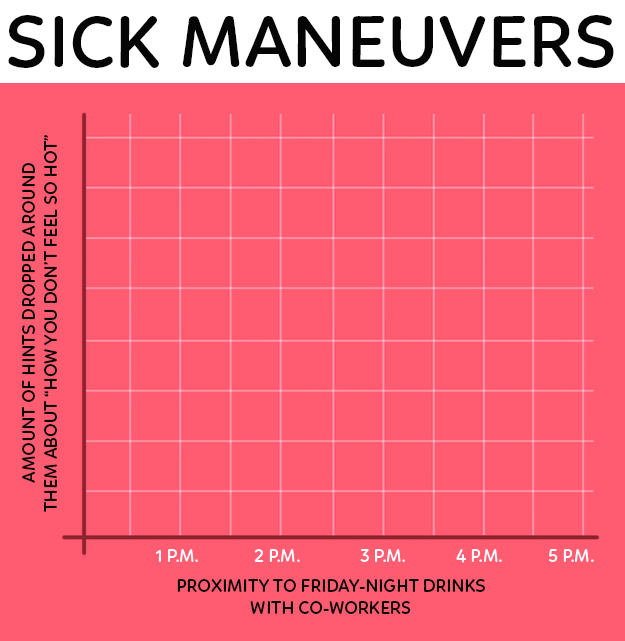 SICK MANEUVERS
AMOUNT OF HINTS DROPPED AROUND
THEM ABOUT “HOW YOU DON’T FEEL SO HOT”
1 P.M. 2 P.M. 3 P.M. 4 P.M. 5 P.M.
PROXIMITY TO FRIDAY-NIGHT DRINKS
WITH CO-WORKERS